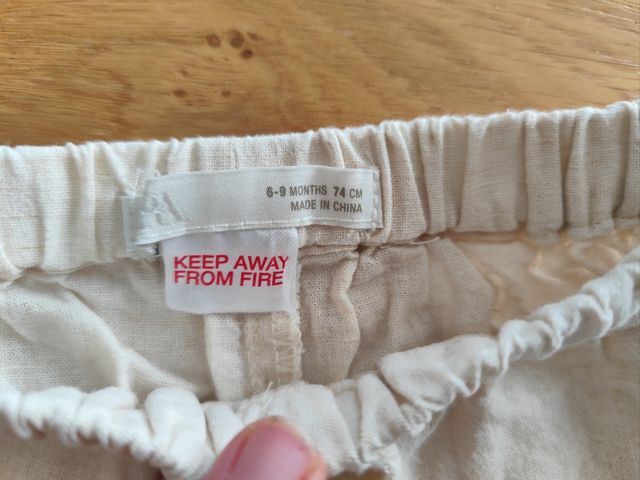 6-9 MONTHS 74 CM
MADE IN CHINA
KEEP AWAY
FROM FIRE